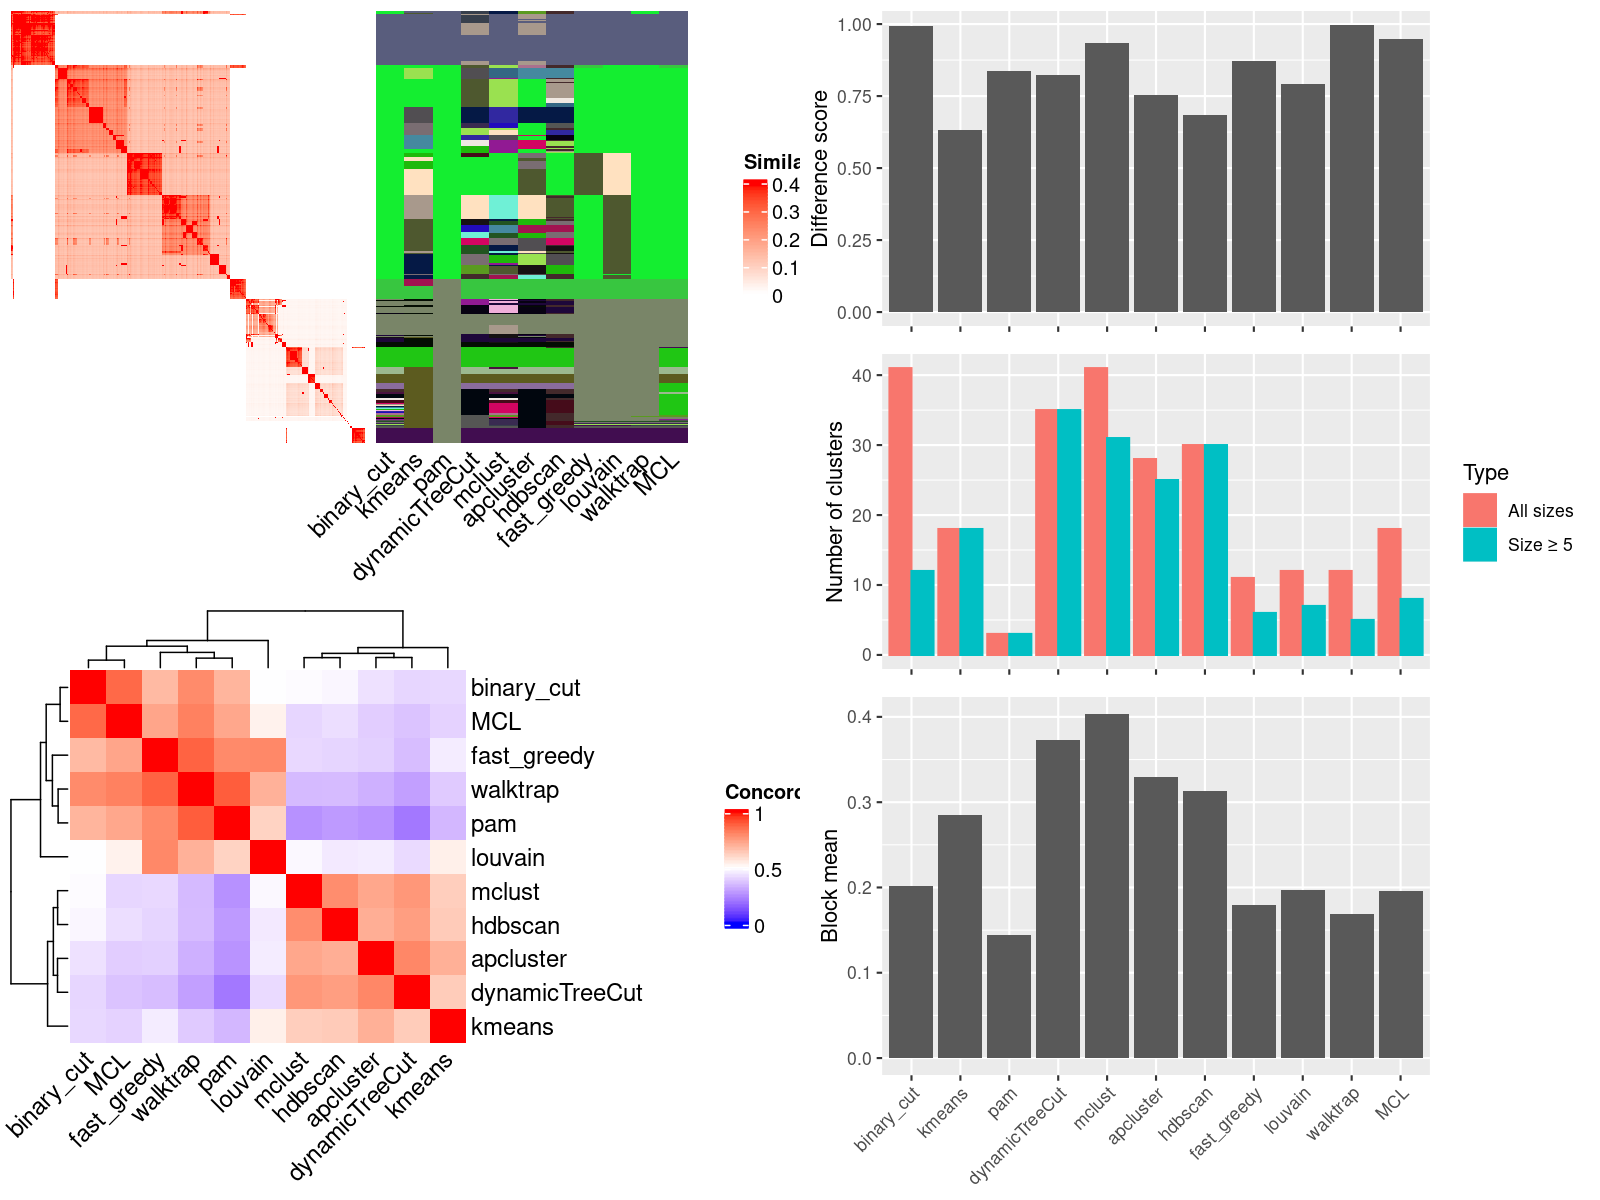 Simila
0.4
0.3
0.2
0.1
0
binary_cut
kmeans
pam
dynamicTreeCut
mclust
apcluster
hdbscan
fast_greedy
louvain
walktrap
MCL
binary_cut
MCL
fast_greedy
walktrap
pam
louvain
mclust
hdbscan
apcluster
dynamicTreeCut
kmeans
binary_cut
MCL
fast_greedy
walktrap
pam
louvain
mclust
hdbscan
apcluster
dynamicTreeCut
kmeans
Concord
1
0.5
0
Difference score
1.00
0.75
0.50
0.25
0.00
Number of clusters
40
30
20
10
0
Type
All sizes
Size ≥ 5
Block mean
0.4
0.3
0.2
0.1
0.0
binary_cut
kmeans
pam
dynamicTreeCut
mclust
apcluster
hdbscan
fast_greedy
louvain
walktrap
MCL